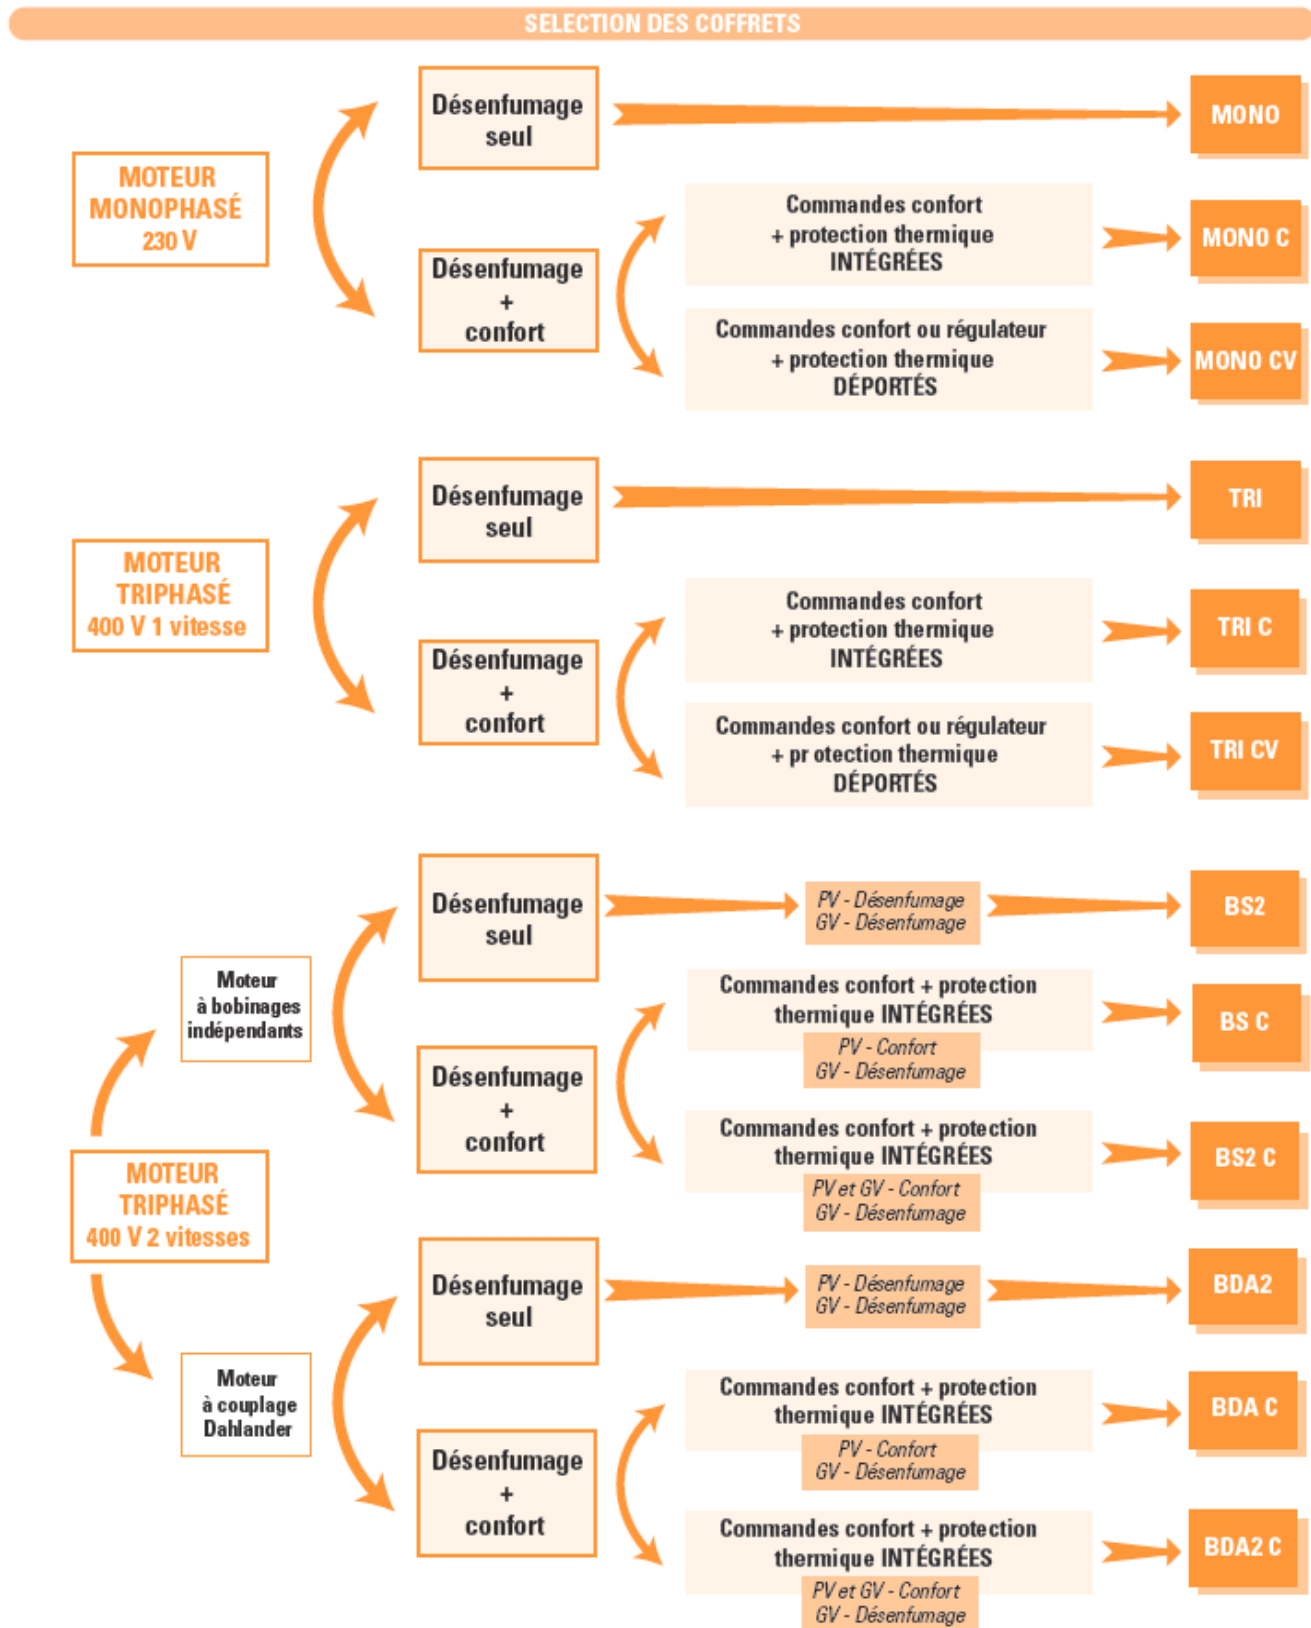 SELECTION DES COFFRETS
MOTEUR
MONOPHASÉ
230 V
Désenfumage
seul
MONO
Désenfumage
+
confort
Commandes confort
+ protection thermique
INTÉGRÉES
MONO C
Commandes confort ou régulateur
+ protection thermique
DÉPORTÉS
MONO CV
MOTEUR
TRIPHASÉ
400 V 1 vitesse
Désenfumage
seul
TRI
Désenfumage
+
confort
Commandes confort
+ protection thermique
INTÉGRÉES
TRI C
Commandes confort ou régulateur
+ pr otection thermique
DÉPORTÉS
TRI CV
MOTEUR
TRIPHASÉ
400 V 2 vitesses
Moteur
à bobinages
indépendants
Désenfumage
seul
PV - Désenfumage
GV - Désenfumage
BS2
Désenfumage
+
confort
Commandes confort + protection
thermique INTÉGRÉES
PV - Confort
GV - Désenfumage
BS C
Commandes confort + protection
thermique INTÉGRÉES
PV et GV - Confort
GV - Désenfumage
BS2 C
Moteur
à couplage
Dahlander
Désenfumage
seul
PV - Désenfumage
GV - Désenfumage
BDA2
Désenfumage
+
confort
Commandes confort + protection
thermique INTÉGRÉES
PV - Confort
GV - Désenfumage
BDA C
Commandes confort + protection
thermique INTÉGRÉES
PV et GV - Confort
GV - Désenfumage
BDA2 C